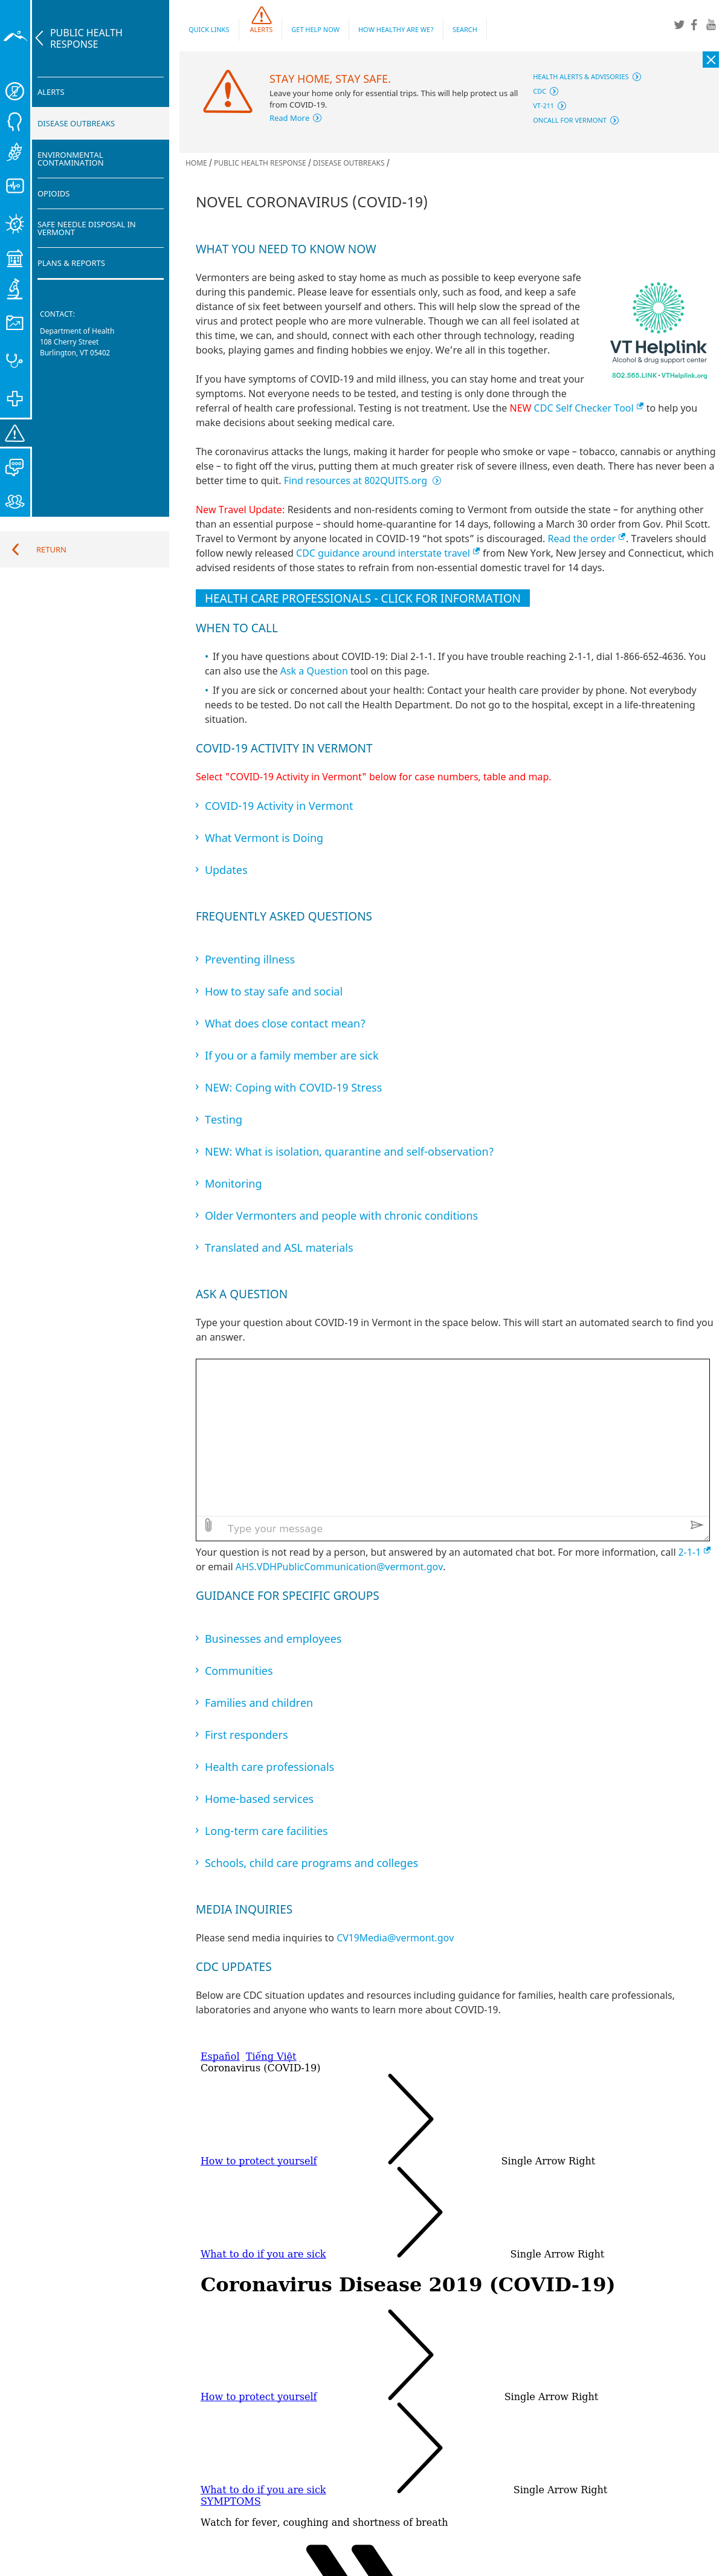 PUBLIC HEALTH
RESPONSE
ALERTS
DISEASE OUTBREAKS
ENVIRONMENTAL
CONTAMINATION
OPIOIDS
SAFE NEEDLE DISPOSAL IN
VERMONT
PLANS & REPORTS
CONTACT:
Department of Health
108 Cherry Street
Burlington, VT 05402
RETURN
QUICK LINKS
ALERTS
GET HELP NOW
HOW HEALTHY ARE WE?
SEARCH
STAY HOME, STAY SAFE.
Leave your home only for essential trips. This will help protect us all
from COVID-19.
Read More
HEALTH ALERTS & ADVISORIES
CDC
VT-211
ONCALL FOR VERMONT
HOME / PUBLIC HEALTH RESPONSE / DISEASE OUTBREAKS /
NOVEL CORONAVIRUS (COVID-19)
WHAT YOU NEED TO KNOW NOW
Vermonters are being asked to stay home as much as possible to keep everyone safe
during this pandemic. Please leave for essentials only, such as food, and keep a safe
distance of six feet between yourself and others. This will help slow the spread of the
virus and protect people who are more vulnerable. Though we can all feel isolated at
this time, we can, and should, connect with each other through technology, reading
books, playing games and finding hobbies we enjoy. We're all in this together.
VT Helplink
Alcohol & drug support center
802.565.LINK • VTHelplink.org
If you have symptoms of COVID-19 and mild illness, you can stay home and treat your
symptoms. Not everybody needs to be tested, and testing is only done through the
referral of health care professional. Testing is not treatment. Use the NEW CDC Self Checker Tool to help you
make decisions about seeking medical care.
The coronavirus attacks the lungs, making it harder for people who smoke or vape – tobacco, cannabis or anything
else – to fight off the virus, putting them at much greater risk of severe illness, even death. There has never been a
better time to quit. Find resources at 802QUITS.org
New Travel Update: Residents and non-residents coming to Vermont from outside the state – for anything other
than an essential purpose – should home-quarantine for 14 days, following a March 30 order from Gov. Phil Scott.
Travel to Vermont by anyone located in COVID-19 “hot spots” is discouraged. Read the order . Travelers should
follow newly released CDC guidance around interstate travel from New York, New Jersey and Connecticut, which
advised residents of those states to refrain from non-essential domestic travel for 14 days.
HEALTH CARE PROFESSIONALS - CLICK FOR INFORMATION
WHEN TO CALL
• If you have questions about COVID-19: Dial 2-1-1. If you have trouble reaching 2-1-1, dial 1-866-652-4636. You
can also use the Ask a Question tool on this page.
• If you are sick or concerned about your health: Contact your health care provider by phone. Not everybody
needs to be tested. Do not call the Health Department. Do not go to the hospital, except in a life-threatening
situation.
COVID-19 ACTIVITY IN VERMONT
Select "COVID-19 Activity in Vermont" below for case numbers, table and map.
COVID-19 Activity in Vermont
What Vermont is Doing
Updates
FREQUENTLY ASKED QUESTIONS
Preventing illness
How to stay safe and social
What does close contact mean?
If you or a family member are sick
NEW: Coping with COVID-19 Stress
Testing
NEW: What is isolation, quarantine and self-observation?
Monitoring
Older Vermonters and people with chronic conditions
Translated and ASL materials
ASK A QUESTION
Type your question about COVID-19 in Vermont in the space below. This will start an automated search to find you
an answer.
Type your message
Your question is not read by a person, but answered by an automated chat bot. For more information, call 2-1-1
or email AHS.VDHPublicCommunication@vermont.gov.
GUIDANCE FOR SPECIFIC GROUPS
Businesses and employees
Communities
Families and children
First responders
Health care professionals
Home-based services
Long-term care facilities
Schools, child care programs and colleges
MEDIA INQUIRIES
Please send media inquiries to CV19Media@vermont.gov
CDC UPDATES
Below are CDC situation updates and resources including guidance for families, health care professionals,
laboratories and anyone who wants to learn more about COVID-19.
Español Tiếng Việt
Coronavirus (COVID-19)
How to protect yourself Single Arrow Right
What to do if you are sick Single Arrow Right
Coronavirus Disease 2019 (COVID-19)
How to protect yourself Single Arrow Right
What to do if you are sick Single Arrow Right
SYMPTOMS
Watch for fever, coughing and shortness of breath